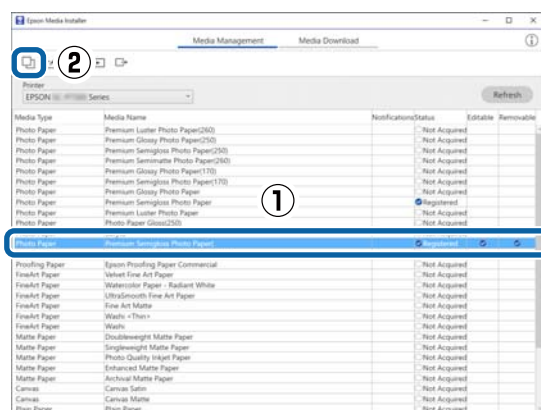 Epson Media Installer
Media Management Media Download
②
Printer
EPSON Series
Refresh
Media Type Media Name Notifications Status Editable Removable
Photo Paper Premium Luster Photo Paper(260) Not Acquired
Photo Paper Premium Glossy Photo Paper(250) Not Acquired
Photo Paper Premium Semigloss Photo Paper(250) Not Acquired
Photo Paper Premium Semimatte Photo Paper(260) Not Acquired
Photo Paper Premium Glossy Photo Paper(170) Not Acquired
Photo Paper Premium Semigloss Photo Paper(170) Not Acquired
Photo Paper Premium Glossy Photo Paper Not Acquired
Photo Paper Premium Semigloss Photo Paper Registered
Photo Paper Premium Luster Photo Paper Not Acquired
Photo Paper Photo Paper Gloss(250) Not Acquired
①
Photo Paper Premium Semigloss Photo Paper Registered
Proofing Paper Epson Proofing Paper Commercial Not Acquired
FineArt Paper Velvet Fine Art Paper Not Acquired
FineArt Paper Watercolor Paper - Radiant White Not Acquired
FineArt Paper UltraSmooth Fine Art Paper Not Acquired
FineArt Paper Fine Art Matte Not Acquired
FineArt Paper Washi <Thin> Not Acquired
FineArt Paper Washi Not Acquired
Matte Paper Doubleweight Matte Paper Not Acquired
Matte Paper Singleweight Matte Paper Not Acquired
Matte Paper Photo Quality Inkjet Paper Not Acquired
Matte Paper Enhanced Matte Paper Not Acquired
Matte Paper Archival Matte Paper Not Acquired
Canvas Canvas Satin Not Acquired
Canvas Canvas Matte Not Acquired
Plain Paper Plain Paper Not Acquired